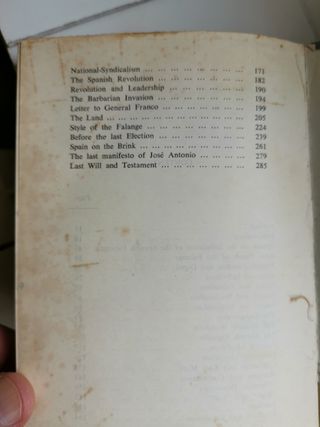 National-Syndicalism ... ... ... ... ... ... ... 171
The Spanish Revolution ... ... ... ... ... ... 182
Revolution and Leadership ... ... ... ... ... 190
The Barbarian Invasion ... ... ... ... ... ... 194
Letter to General Franco ... ... ... ... ... ... 199
The Land ... ... ... ... ... ... ... ... ... 205
Style of the Falange ... ... ... ... ... ... ... 224
Before the last Election ... ... ... ... ... ... 239
Spain on the Brink ... ... ... ... ... ... ... 261
The last manifesto of José Antonio ... ... ... ... 279
Last Will and Testament ... ... ... ... ... ... 285